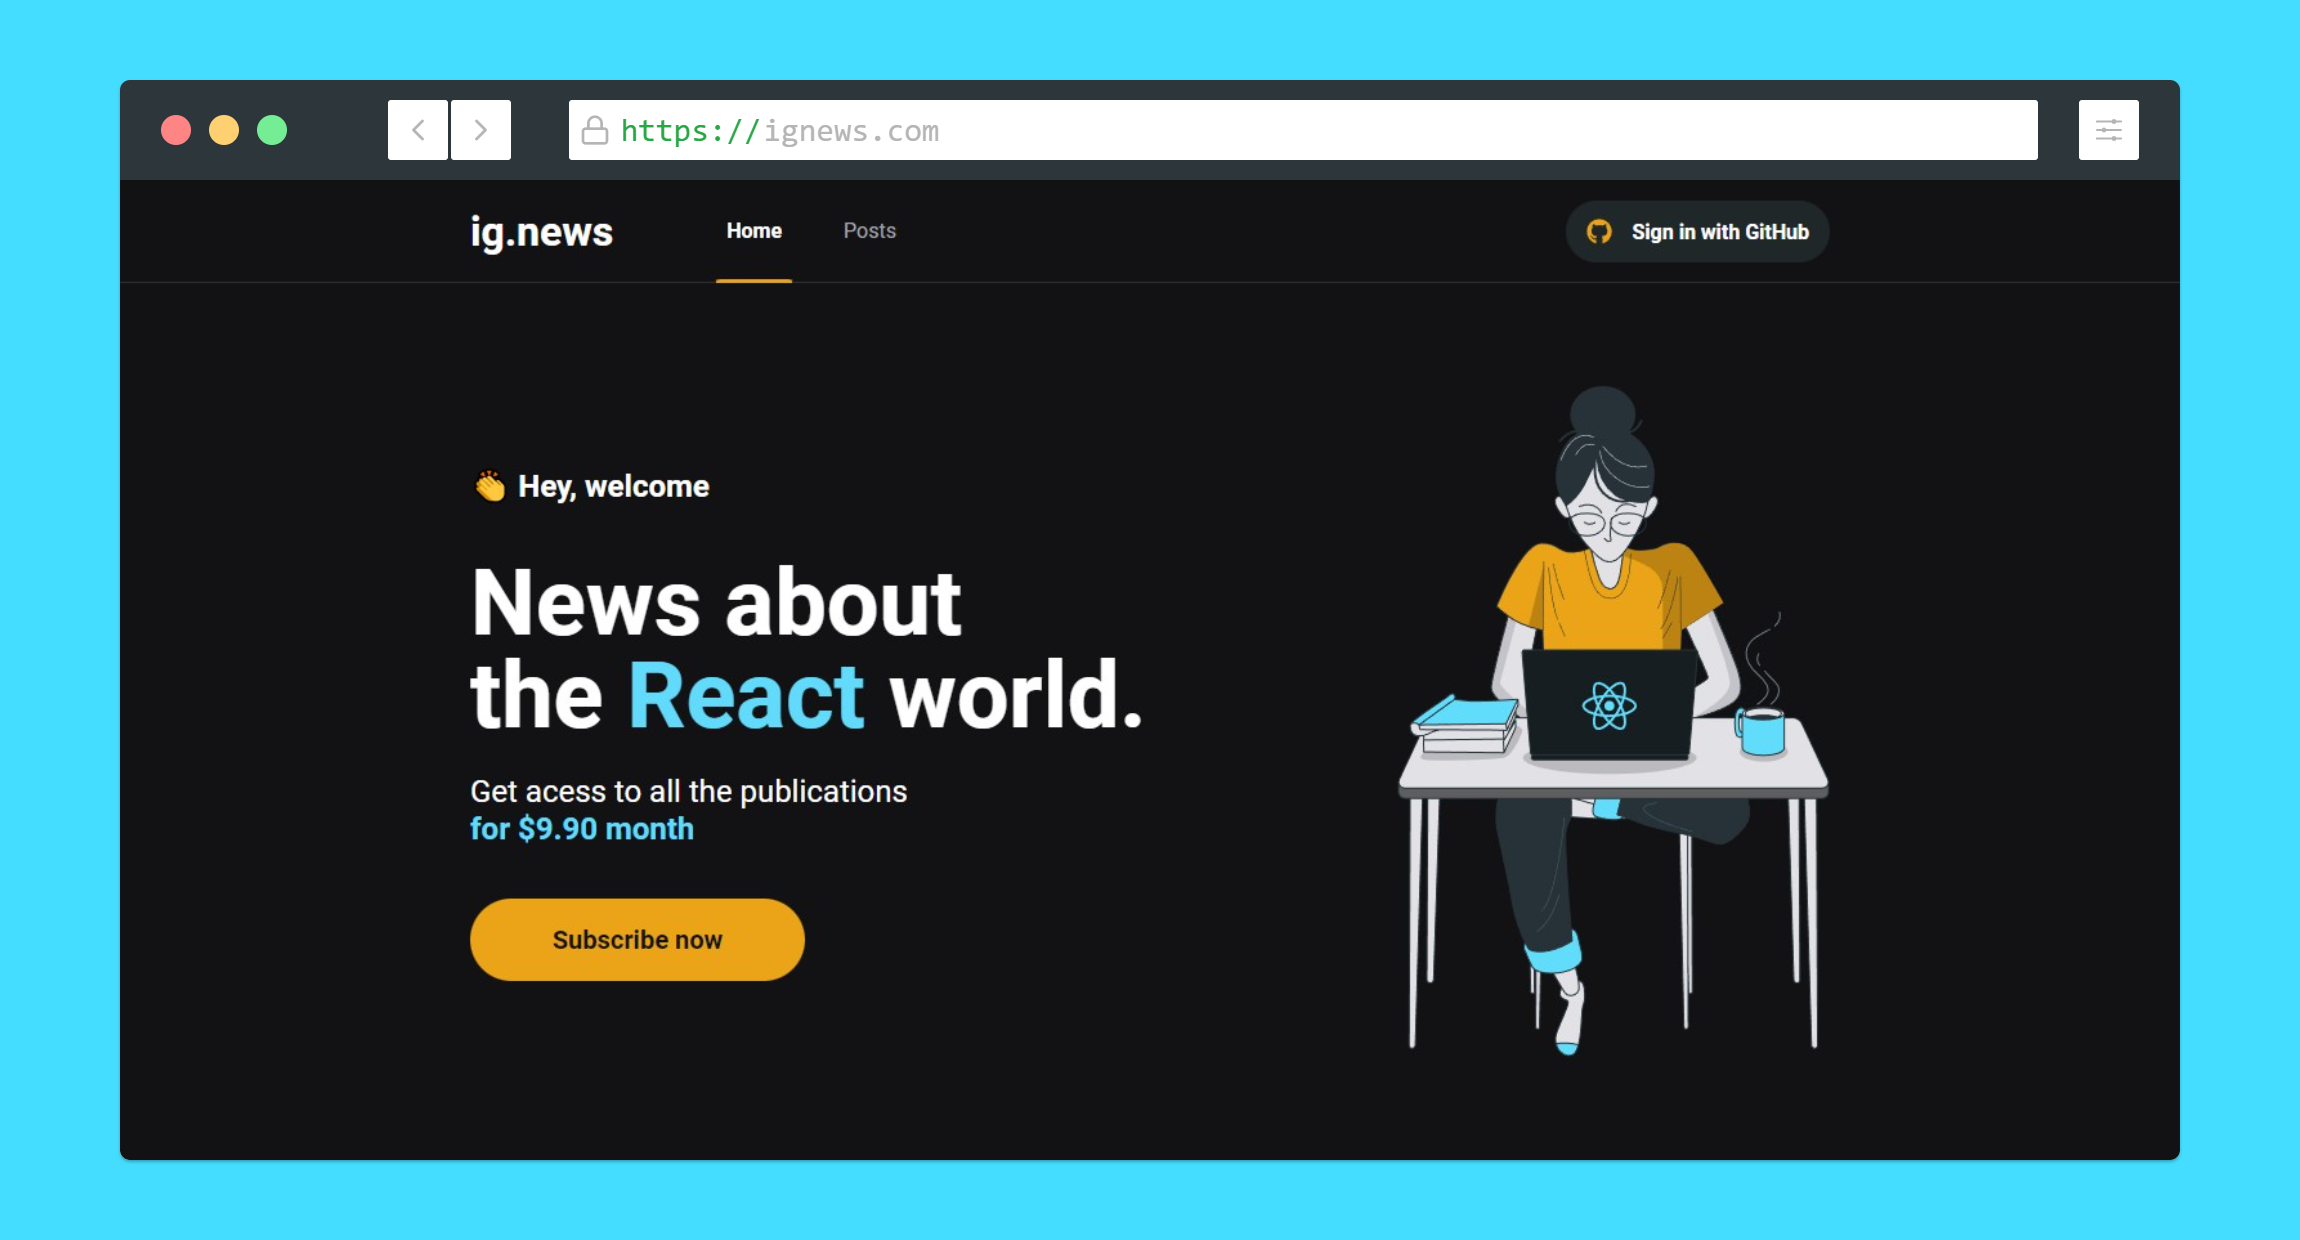 https://ignews.com
ig.news
Home
Posts
Sign in with GitHub
👏 Hey, welcome
News about
the React world.
Get acess to all the publications
for $9.90 month
Subscribe now